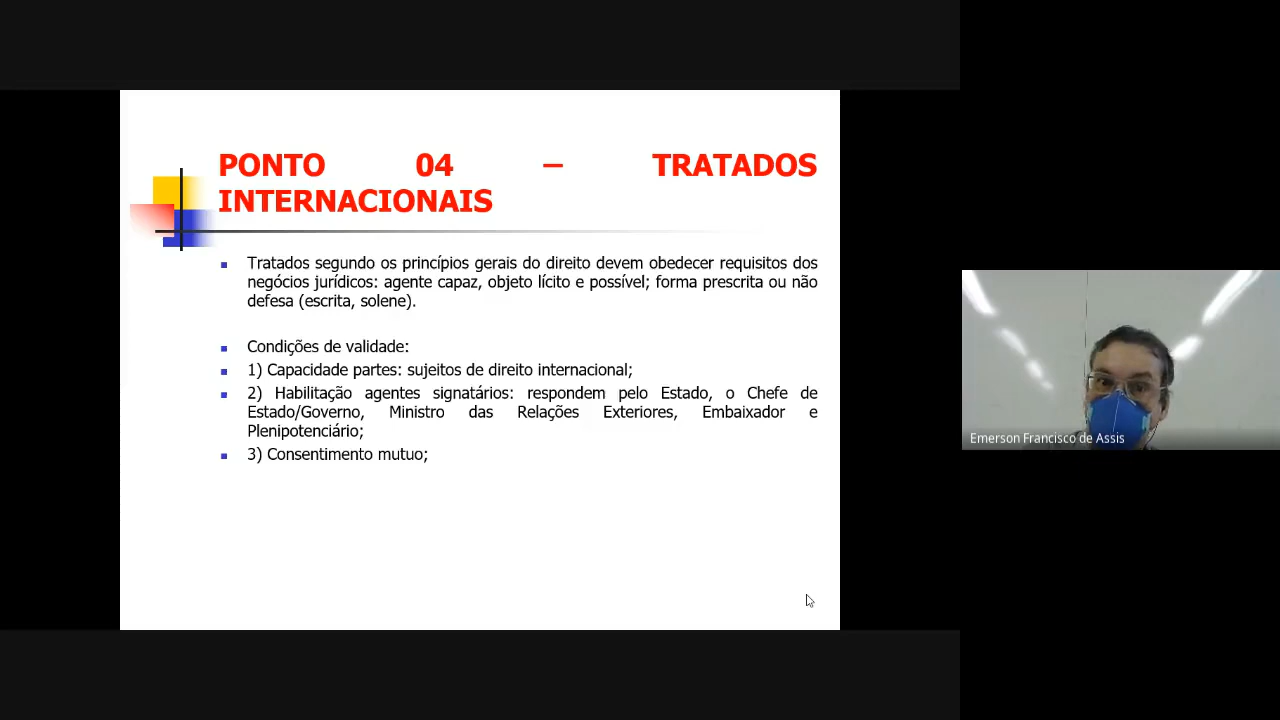 PONTO 04 – TRATADOS
INTERNACIONAIS
Tratados segundo os princípios gerais do direito devem obedecer requisitos dos
negócios jurídicos: agente capaz, objeto lícito e possível; forma prescrita ou não
defesa (escrita, solene).
Condições de validade:
1) Capacidade partes: sujeitos de direito internacional;
2) Habilitação agentes signatários: respondem pelo Estado, o Chefe de
Estado/Governo, Ministro das Relações Exteriores, Embaixador e
Plenipotenciário;
3) Consentimento mutuo;
Emerson Francisco de Assis